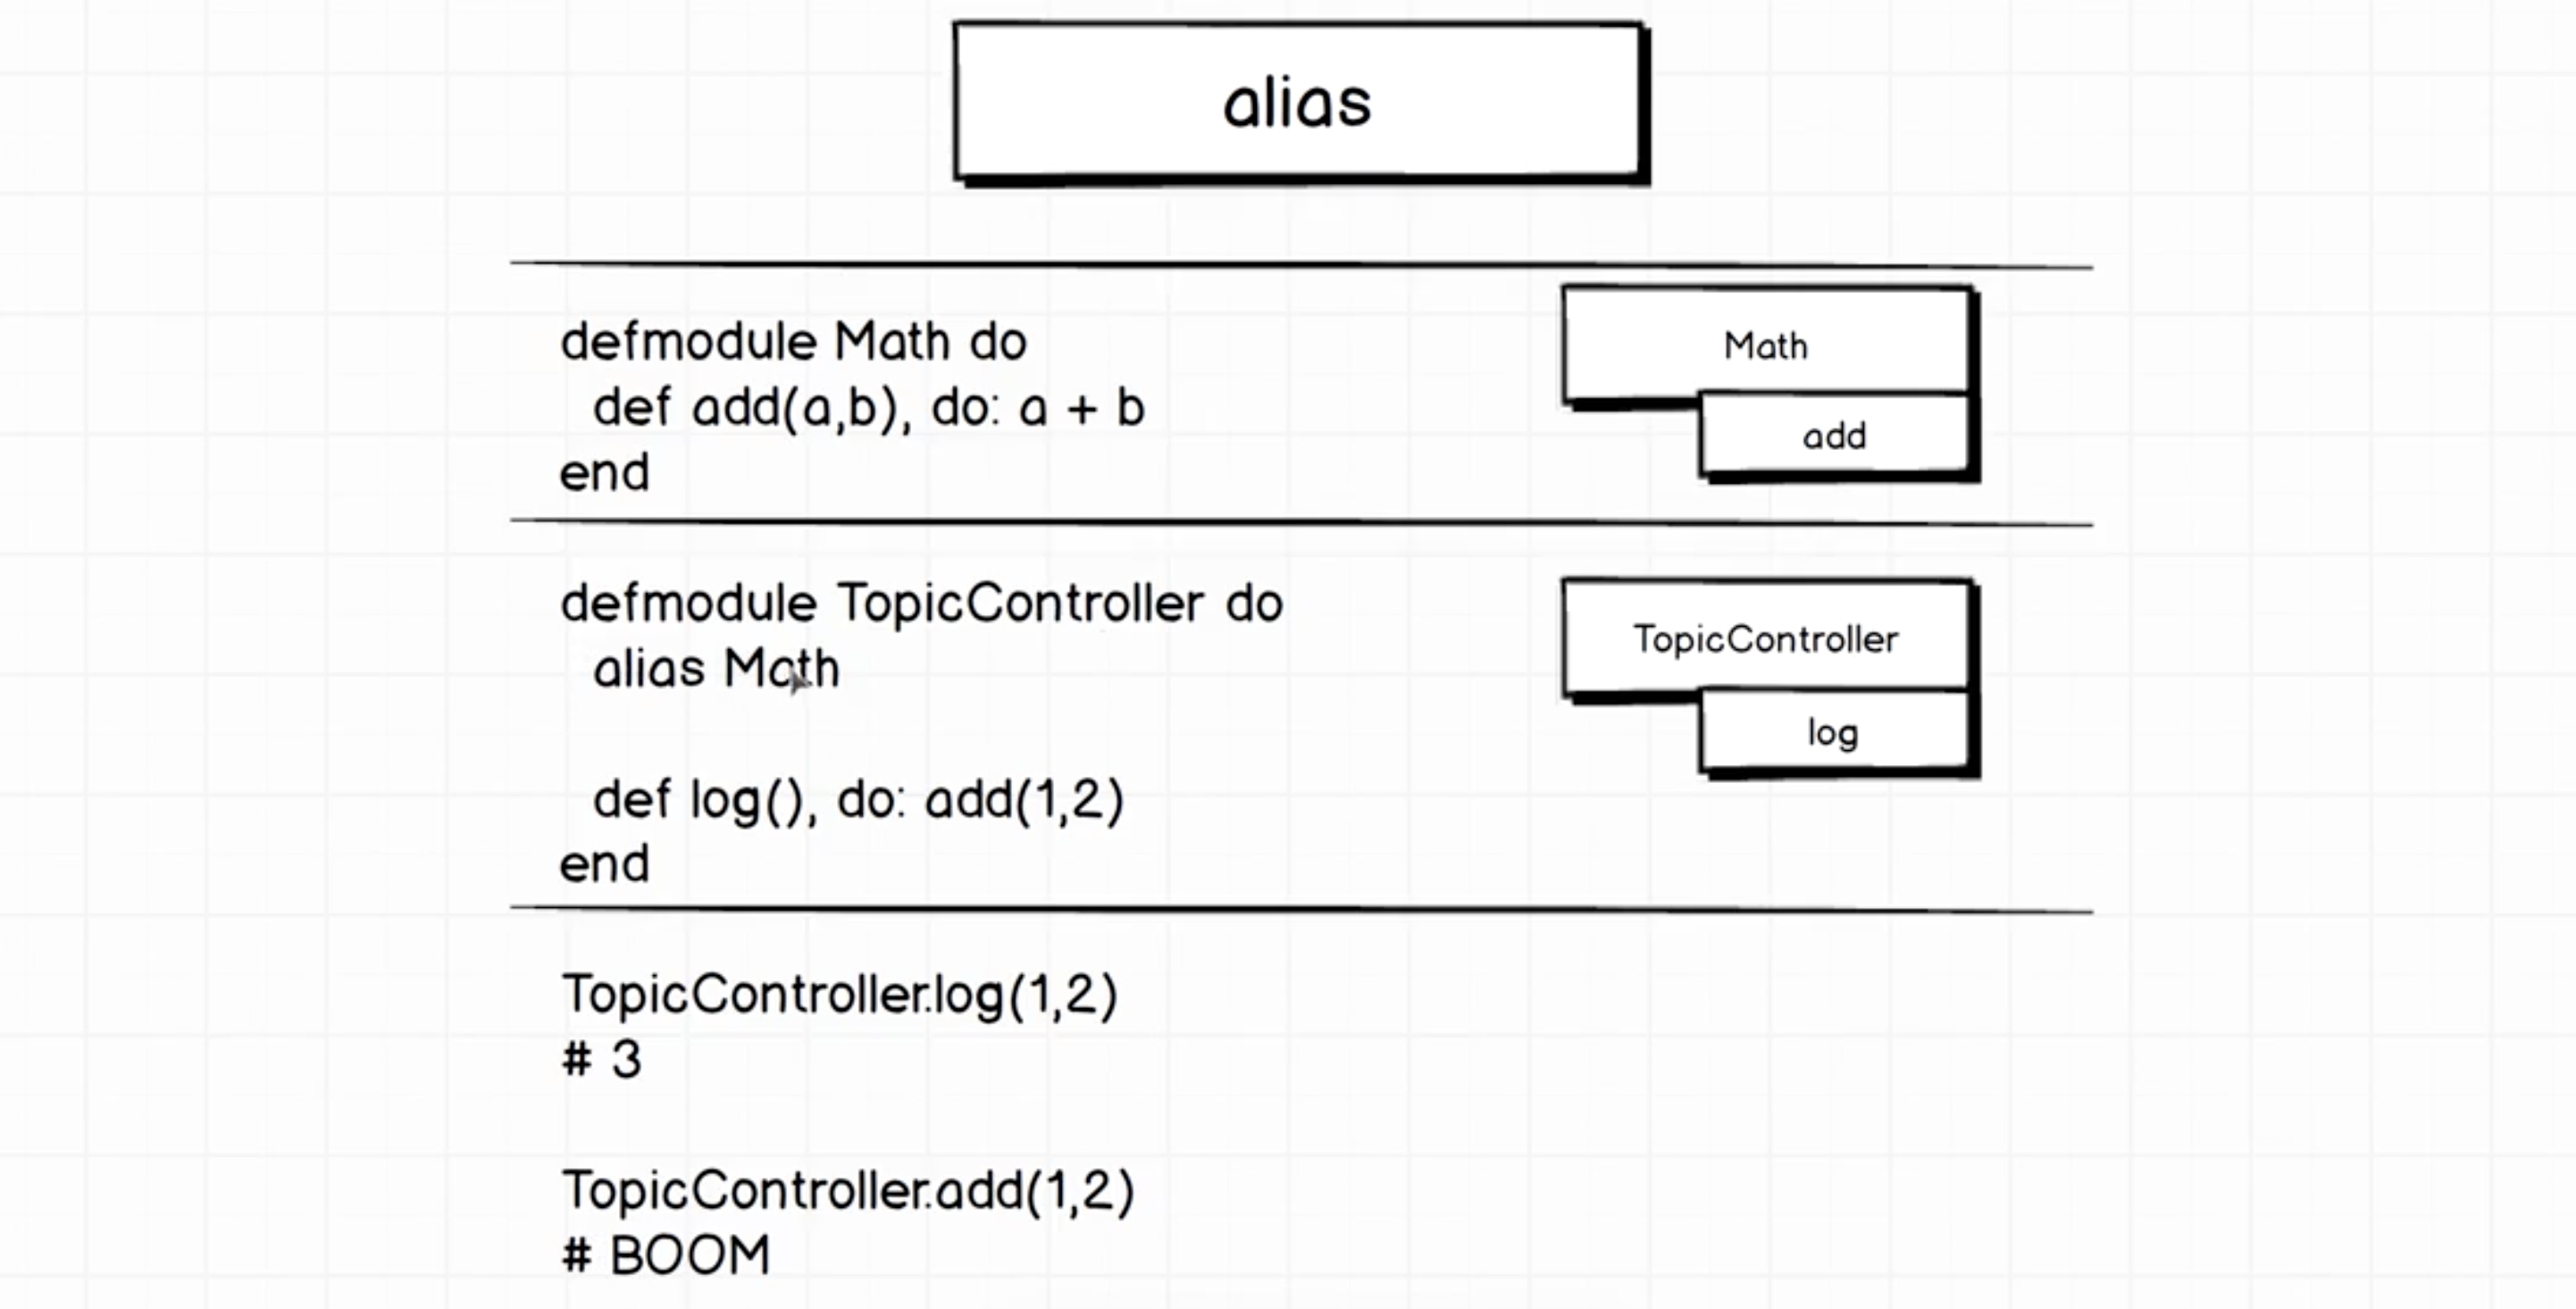 alias
defmodule Math do
def add(a,b), do: a + b
end
Math
add
defmodule TopicController do
alias Math
def log(), do: add(1,2)
end
TopicController
log
TopicController.log(1,2)
# 3
TopicController.add(1,2)
# BOOM